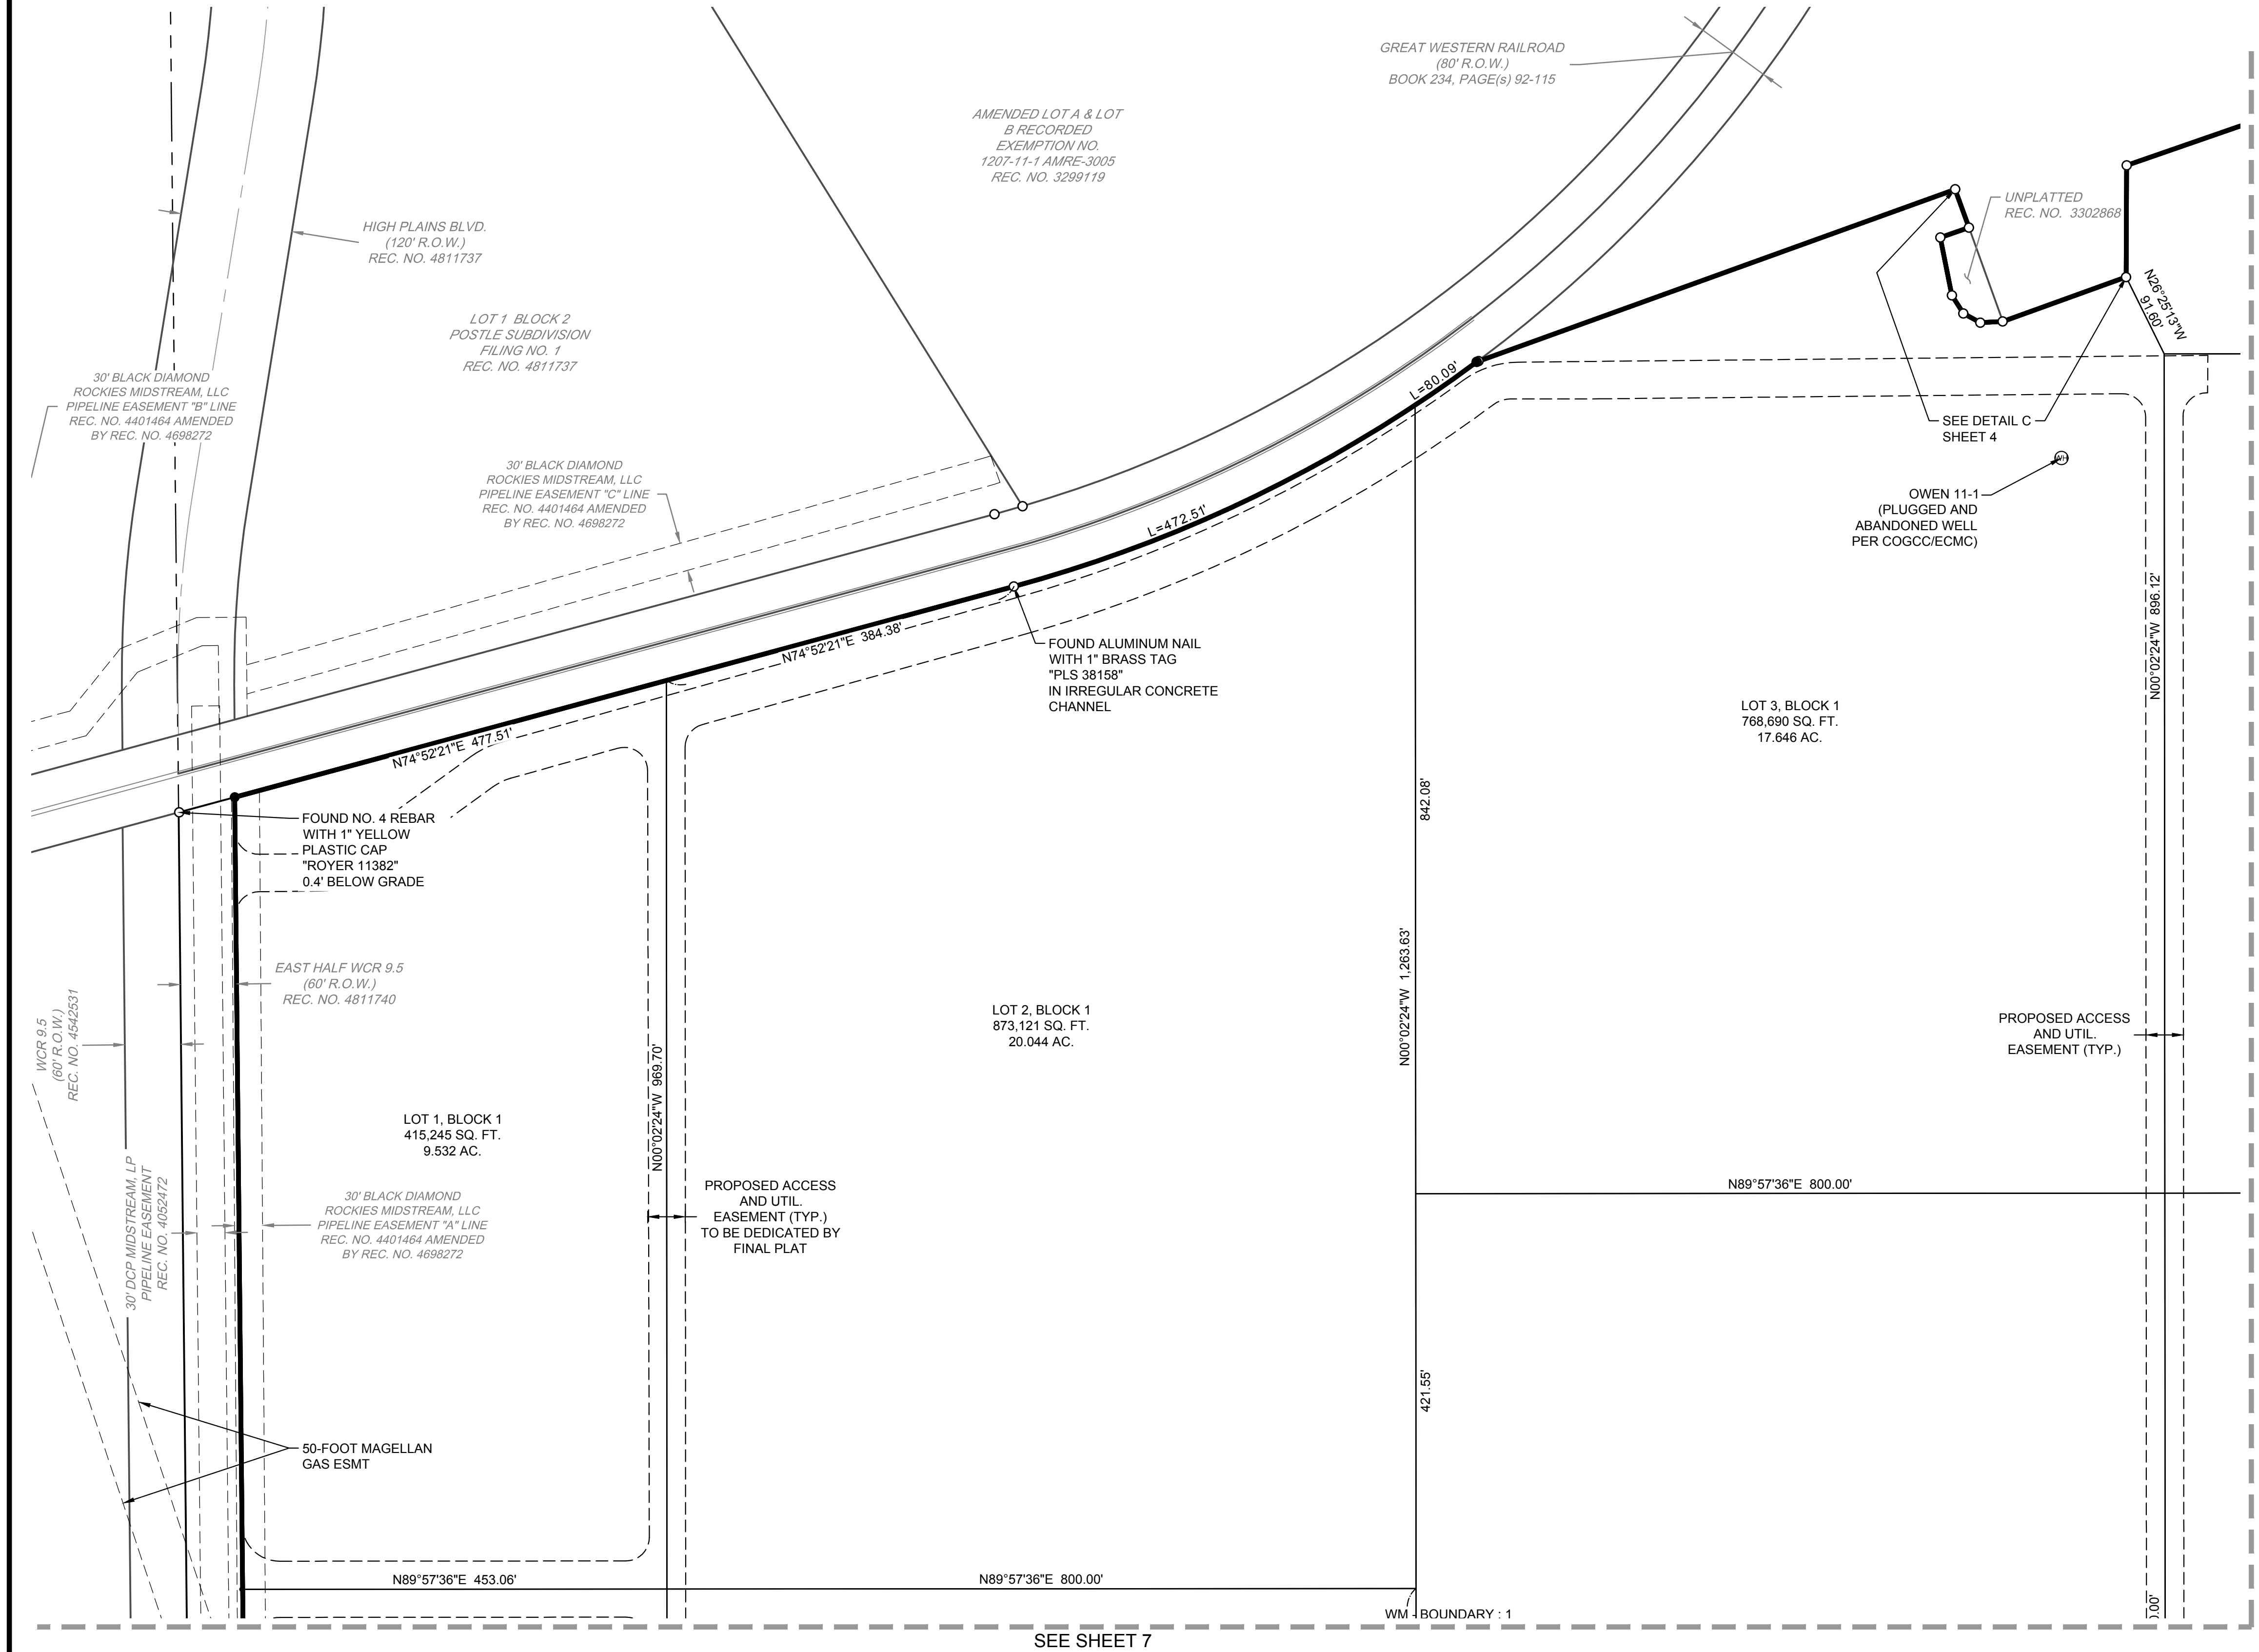 GREAT WESTERN RAILROAD
(80' R.O.W.)
BOOK 234, PAGE(s) 92-115
AMENDED LOT A & LOT
B RECORDED
EXEMPTION NO.
1207-11-1 AMRE-3005
REC. NO. 3299119
UNPLATTED
REC. NO. 3302868
HIGH PLAINS BLVD.
(120' R.O.W.)
REC. NO. 4811737
N26°25'13"W
91.60'
LOT 1 BLOCK 2
POSTLE SUBDIVISION
FILING NO. 1
REC. NO. 4811737
30' BLACK DIAMOND
ROCKIES MIDSTREAM, LLC
PIPELINE EASEMENT "B" LINE
REC. NO. 4401464 AMENDED
BY REC. NO. 4698272
L=80.09'
SEE DETAIL C
SHEET 4
WH
30' BLACK DIAMOND
ROCKIES MIDSTREAM, LLC
PIPELINE EASEMENT "C" LINE
REC. NO. 4401464 AMENDED
BY REC. NO. 4698272
L=472.51'
OWEN 11-1
(PLUGGED AND
ABANDONED WELL
PER COGCC/ECMC)
N00°02'24"W 896.12'
N74°52'21"E 384.38'
FOUND ALUMINUM NAIL
WITH 1" BRASS TAG
"PLS 38158"
IN IRREGULAR CONCRETE
CHANNEL
LOT 3, BLOCK 1
768,690 SQ. FT.
17.646 AC.
N74°52'21"E 477.51'
842.08'
FOUND NO. 4 REBAR
WITH 1" YELLOW
PLASTIC CAP
"ROYER 11382"
0.4' BELOW GRADE
EAST HALF WCR 9.5
(60' R.O.W.)
REC. NO. 4811740
WCR 9.5
(60' R.O.W.)
REC. NO. 4542531
N00°02'24"W 1,263.63'
LOT 2, BLOCK 1
873,121 SQ. FT.
20.044 AC.
PROPOSED ACCESS
AND UTIL.
EASEMENT (TYP.)
N00°02'24"W 969.70'
LOT 1, BLOCK 1
415,245 SQ. FT.
9.532 AC.
30' DCP MIDSTREAM, LP
PIPELINE EASEMENT
REC. NO. 4052472
30' BLACK DIAMOND
ROCKIES MIDSTREAM, LLC
PIPELINE EASEMENT "A" LINE
REC. NO. 4401464 AMENDED
BY REC. NO. 4698272
PROPOSED ACCESS
AND UTIL.
EASEMENT (TYP.)
TO BE DEDICATED BY
FINAL PLAT
N89°57'36"E 800.00'
421.55'
50-FOOT MAGELLAN
GAS ESMT
N89°57'36"E 453.06'
N89°57'36"E 800.00'
WM - BOUNDARY : 1
SEE SHEET 7